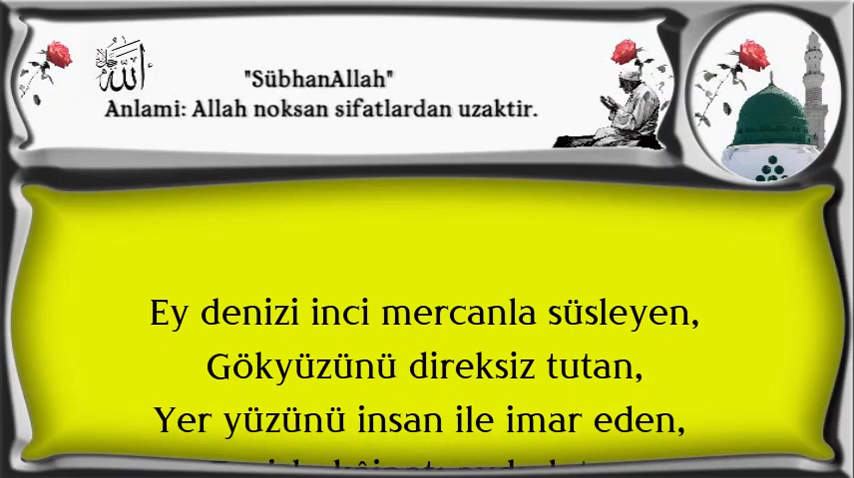 الله
"SübhanAllah"
Anlami: Allah noksan sifatlardan uzaktir.
Ey denizi inci mercanla süsleyen,
Gökyüzünü direksiz tutan,
Yer yüzünü insan ile imar eden,